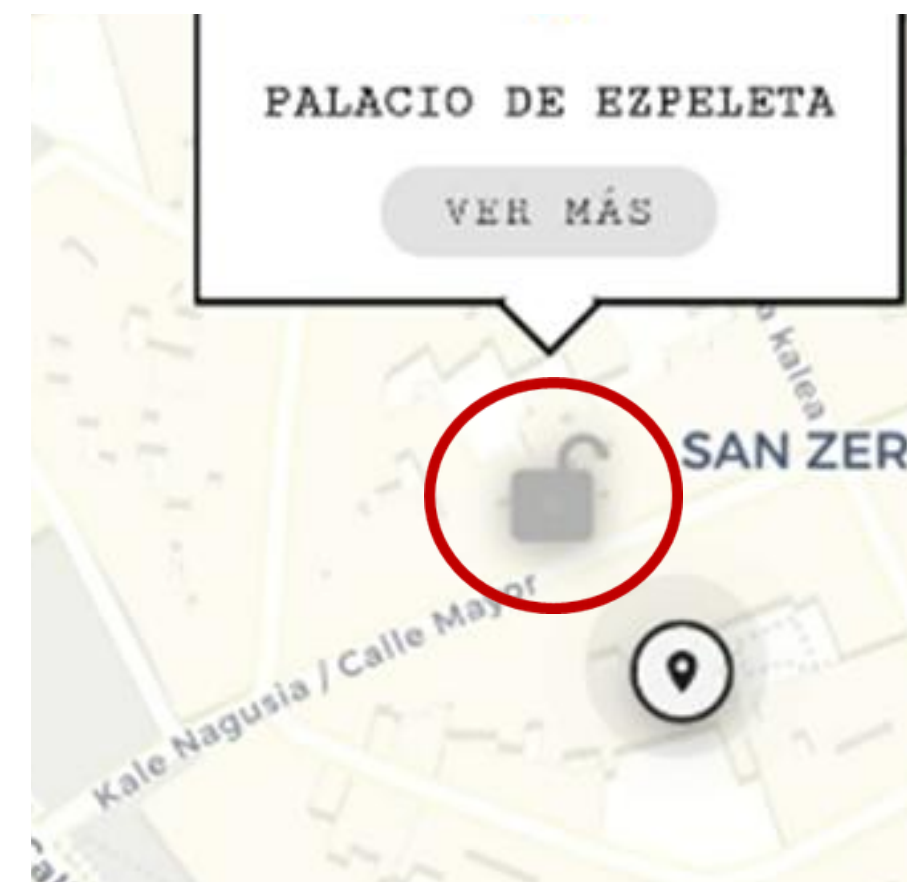 PALACIO DE EZPELETA
VER MÁS
kalea
SAN ZER
Kale Nagusia / Calle Mayor